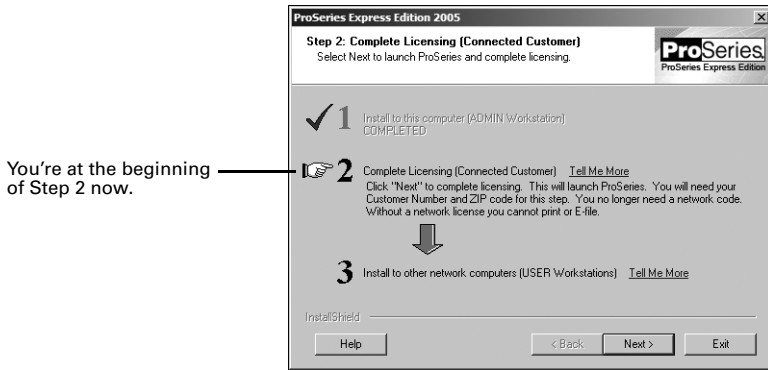 ProSeries Express Edition 2005
Step 2: Complete Licensing (Connected Customer)
Select Next to launch ProSeries and complete licensing.
ProSeries
ProSeries Express Edition
1
Install to this computer (ADMIN Workstation)
COMPLETED
You're at the beginning
of Step 2 now.
2
Complete Licensing (Connected Customer) Tell Me More
Click "Next" to complete licensing. This will launch ProSeries. You will need your
Customer Number and ZIP code for this step. You no longer need a network code.
Without a network license you cannot print or E-file.
3
Install to other network computers (USER Workstations) Tell Me More
InstallShield
Help
< Back
Next >
Exit